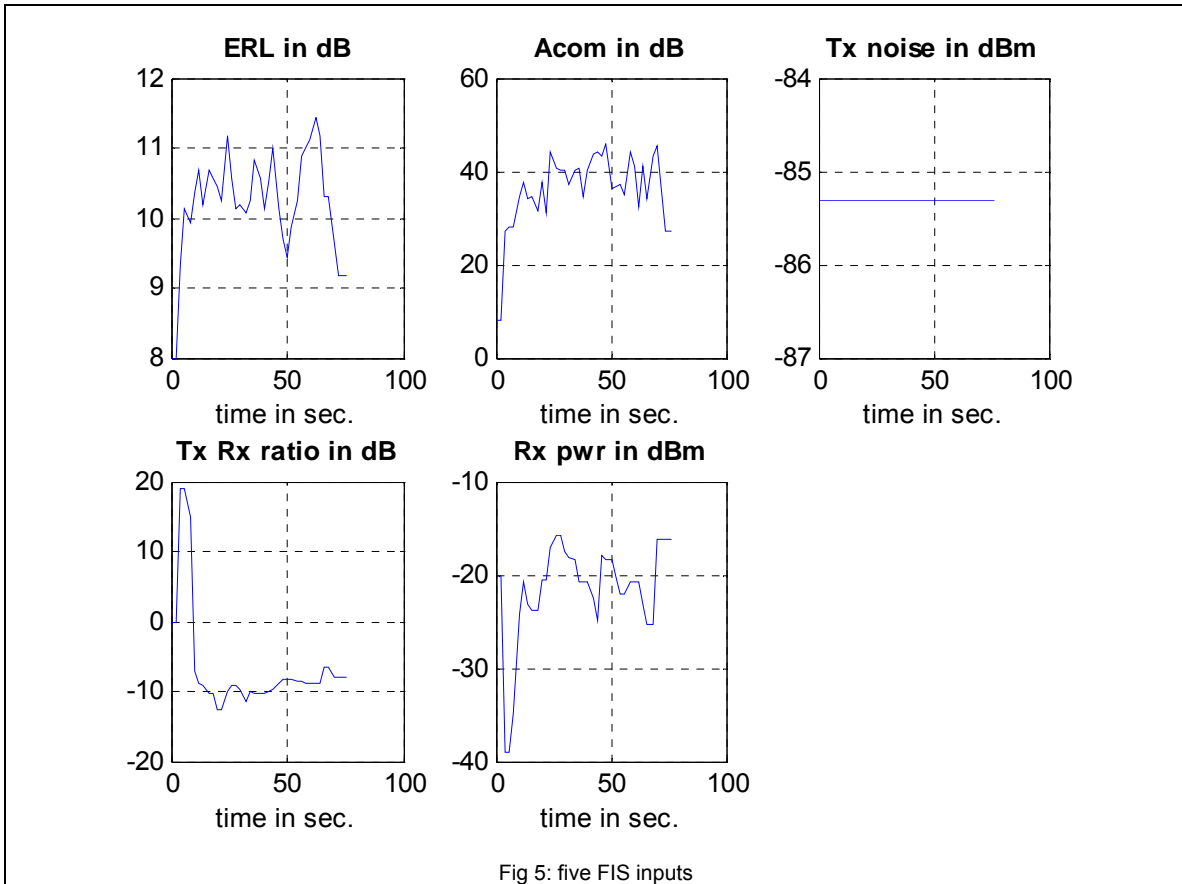 ERL in dB
12
11
10
9
8
0 50 100
time in sec.
Acom in dB
60
40
20
0
0 50 100
time in sec.
Tx noise in dBm
-84
-85
-86
-87
0 50 100
time in sec.
Tx Rx ratio in dB
20
10
0
-10
-20
0 50 100
time in sec.
Rx pwr in dBm
-10
-20
-30
-40
0 50 100
time in sec.
Fig 5: five FIS inputs